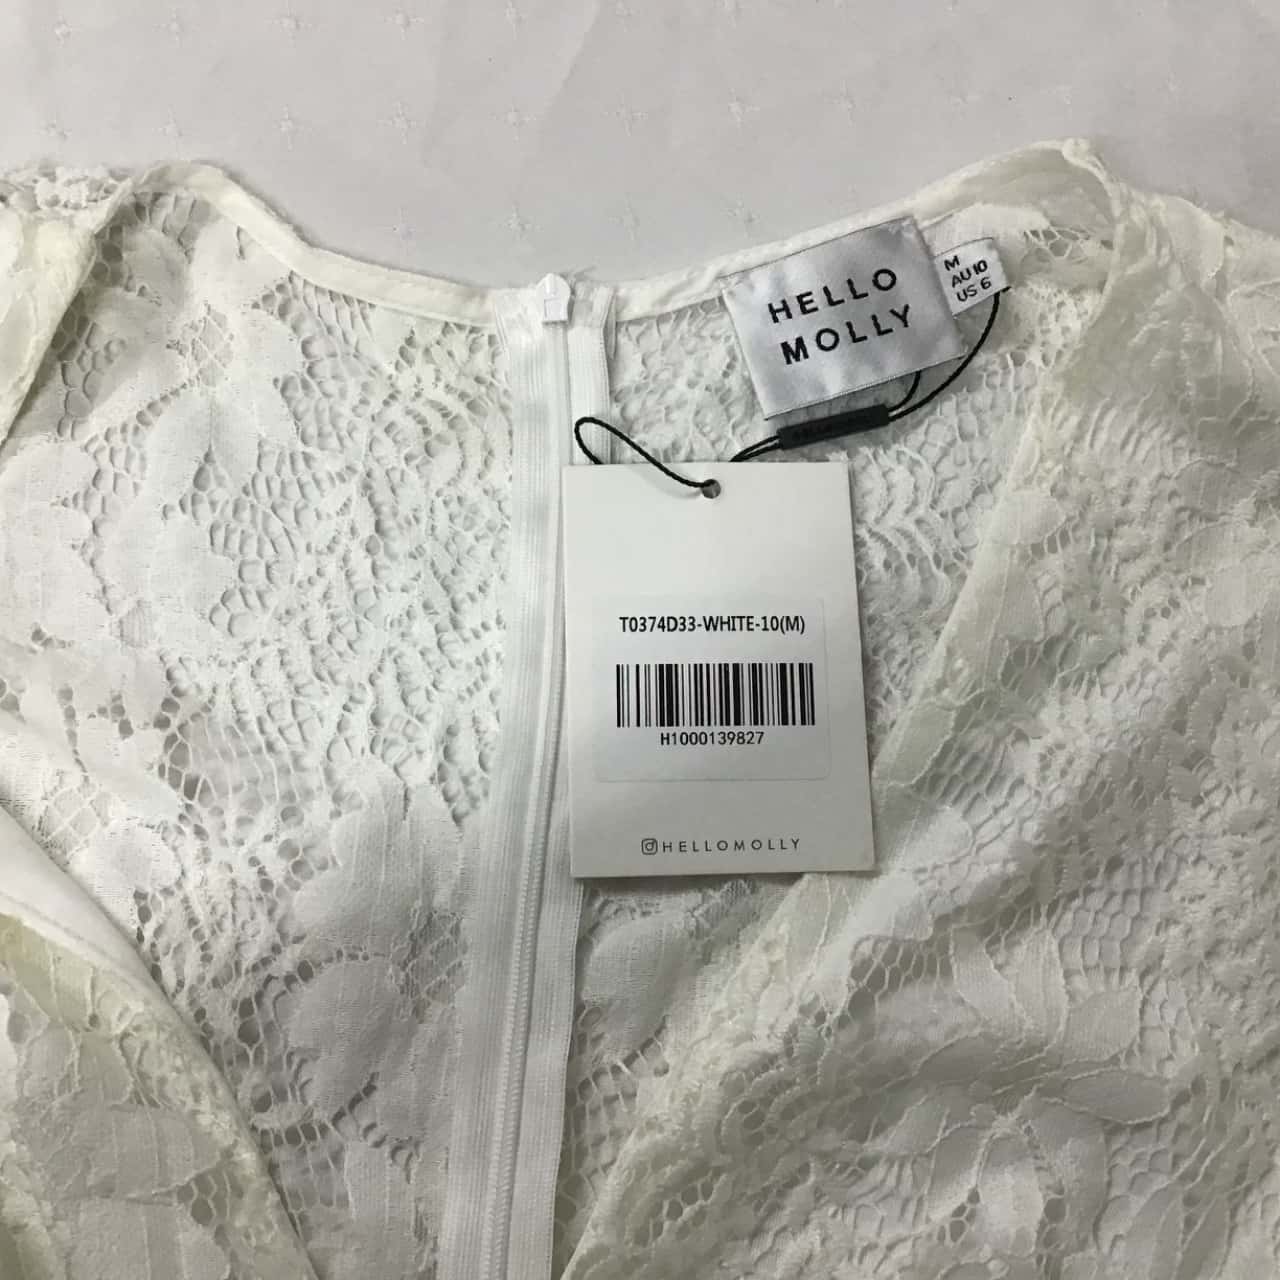 HELLO
MOLLY
M
AU 10
US 6
T0374D33-WHITE-10(M)
H1000139827
HELLOMOLLY